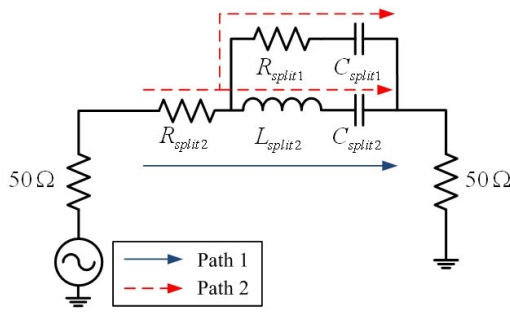 R_split1
C_split1
R_split2
L_split2
C_split2
50 Ω
50 Ω
Path 1
Path 2